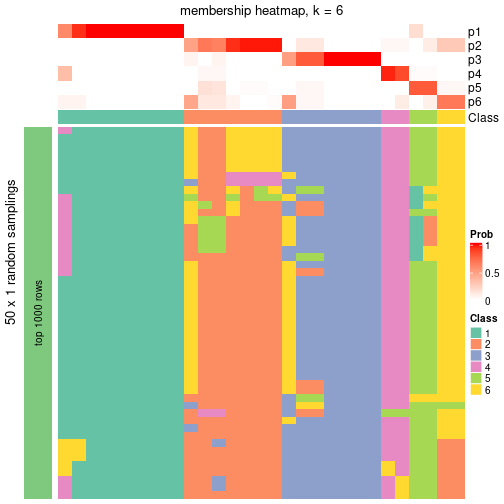 membership heatmap, k = 6
p1
p2
p3
p4
p5
p6
Class
50 x 1 random samplings
top 1000 rows
Prob
1
0.5
0
Class
1
2
3
4
5
6